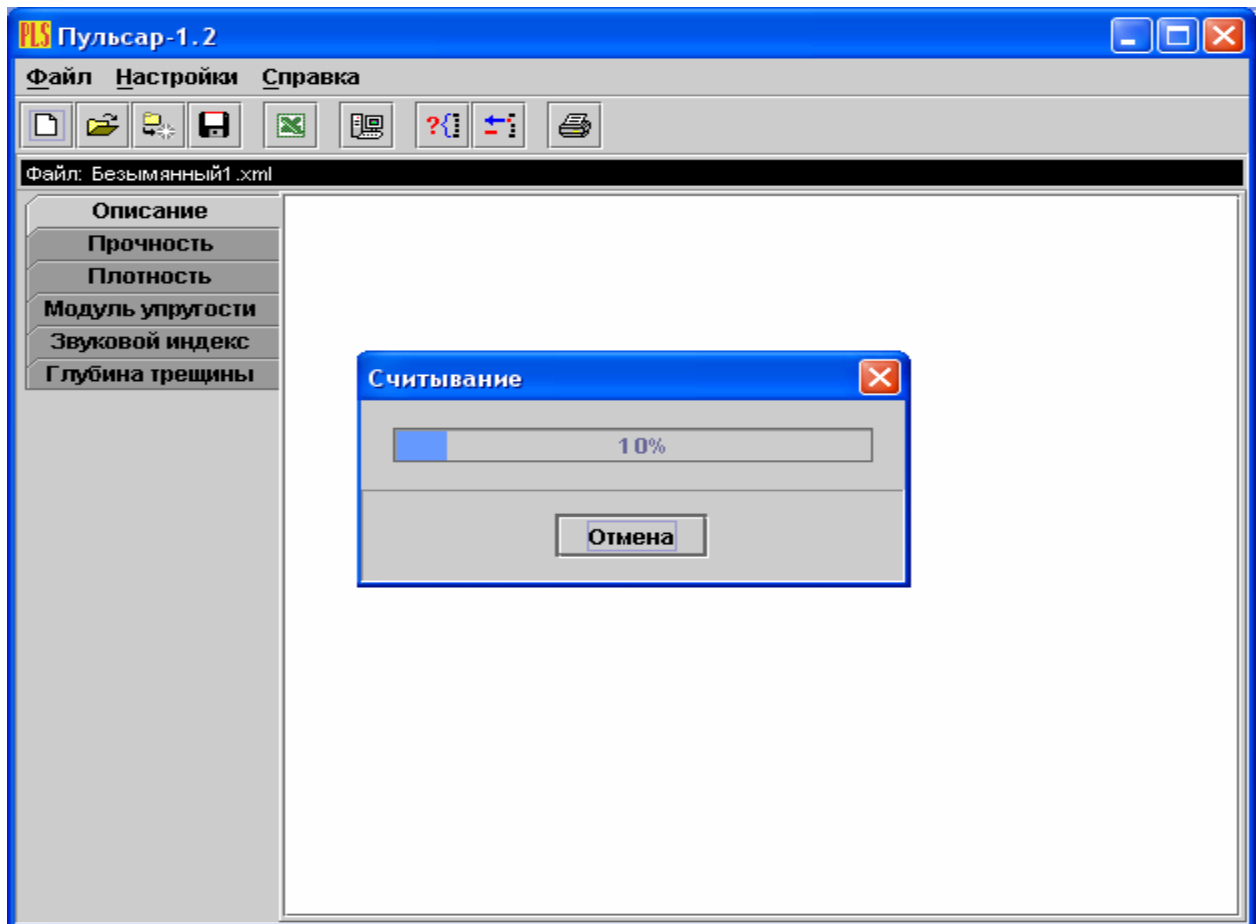 PLS Пульсар-1.2
Файл Настройки Справка
?{
Файл: Безымянный1.xml
Описание
Прочность
Плотность
Модуль упругости
Звуковой индекс
Глубина трещины
Считывание
10%
Отмена